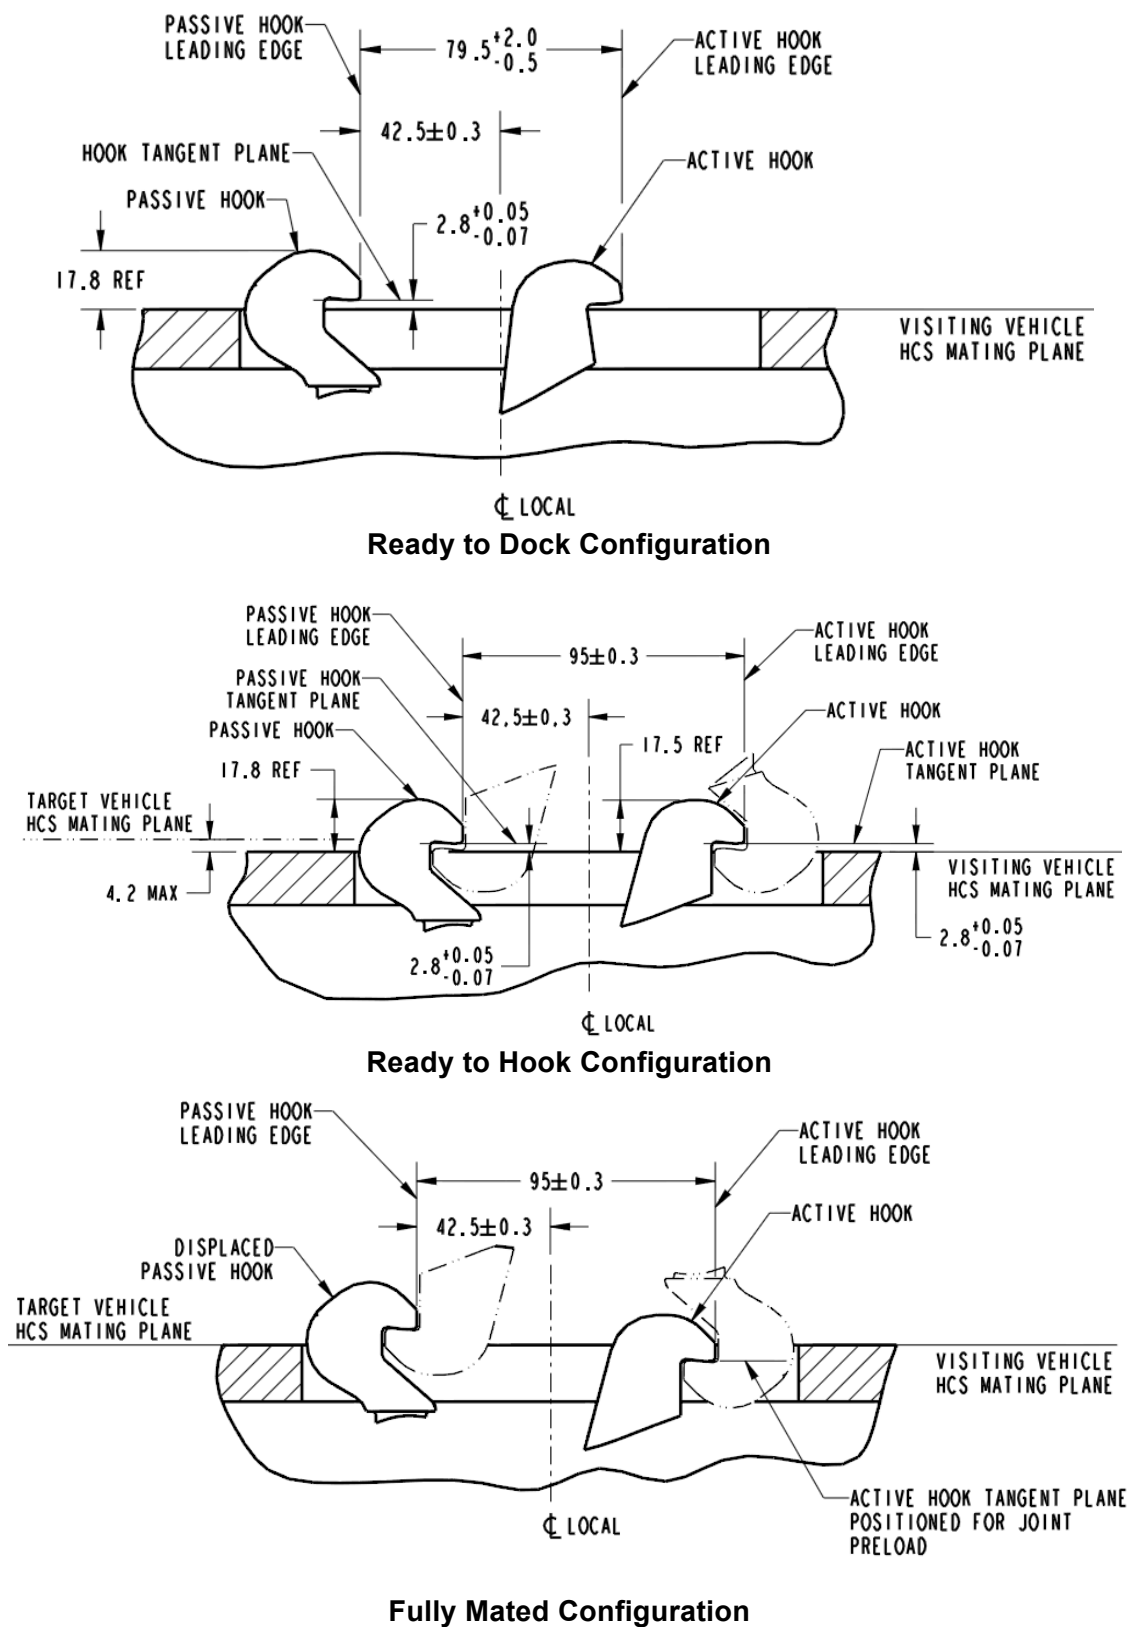 PASSIVE HOOK
LEADING EDGE
79.5+2.0
-0.5
ACTIVE HOOK
LEADING EDGE
42.5±0.3
HOOK TANGENT PLANE
ACTIVE HOOK
PASSIVE HOOK
2.8+0.05
-0.07
17.8 REF
VISITING VEHICLE
HCS MATING PLANE
℄ LOCAL
Ready to Dock Configuration
PASSIVE HOOK
LEADING EDGE
ACTIVE HOOK
LEADING EDGE
95±0.3
PASSIVE HOOK
TANGENT PLANE
42.5±0.3
ACTIVE HOOK
PASSIVE HOOK
17.5 REF
ACTIVE HOOK
TANGENT PLANE
17.8 REF
TARGET VEHICLE
HCS MATING PLANE
4.2 MAX
VISITING VEHICLE
HCS MATING PLANE
2.8+0.05
-0.07
2.8+0.05
-0.07
℄ LOCAL
Ready to Hook Configuration
PASSIVE HOOK
LEADING EDGE
ACTIVE HOOK
LEADING EDGE
95±0.3
42.5±0.3
ACTIVE HOOK
DISPLACED
PASSIVE HOOK
TARGET VEHICLE
HCS MATING PLANE
VISITING VEHICLE
HCS MATING PLANE
ACTIVE HOOK TANGENT PLANE
POSITIONED FOR JOINT
PRELOAD
℄ LOCAL
Fully Mated Configuration